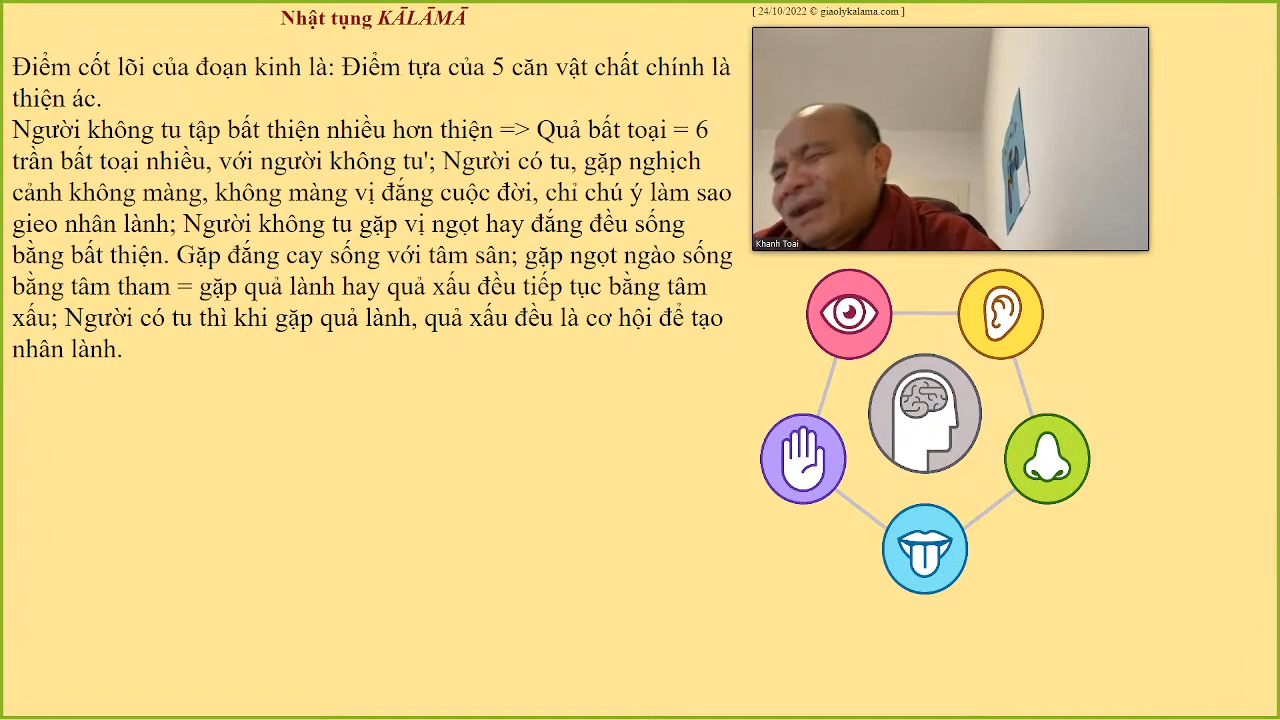 Nhật tụng KĀLĀMĀ
[ 24/10/2022 © giaolykalama.com ]
Điểm cốt lõi của đoạn kinh là: Điểm tựa của 5 căn vật chất chính là
thiện ác.
Người không tu tập bất thiện nhiều hơn thiện => Quả bất toại = 6
trần bất toại nhiều, với người không tu'; Người có tu, gặp nghịch
cảnh không màng, không màng vị đắng cuộc đời, chỉ chú ý làm sao
gieo nhân lành; Người không tu gặp vị ngọt hay đắng đều sống
bằng bất thiện. Gặp đắng cay sống với tâm sân; gặp ngọt ngào sống
bằng tâm tham = gặp quả lành hay quả xấu đều tiếp tục bằng tâm
xấu; Người có tu thì khi gặp quả lành, quả xấu đều là cơ hội để tạo
nhân lành.
Khanh Toai